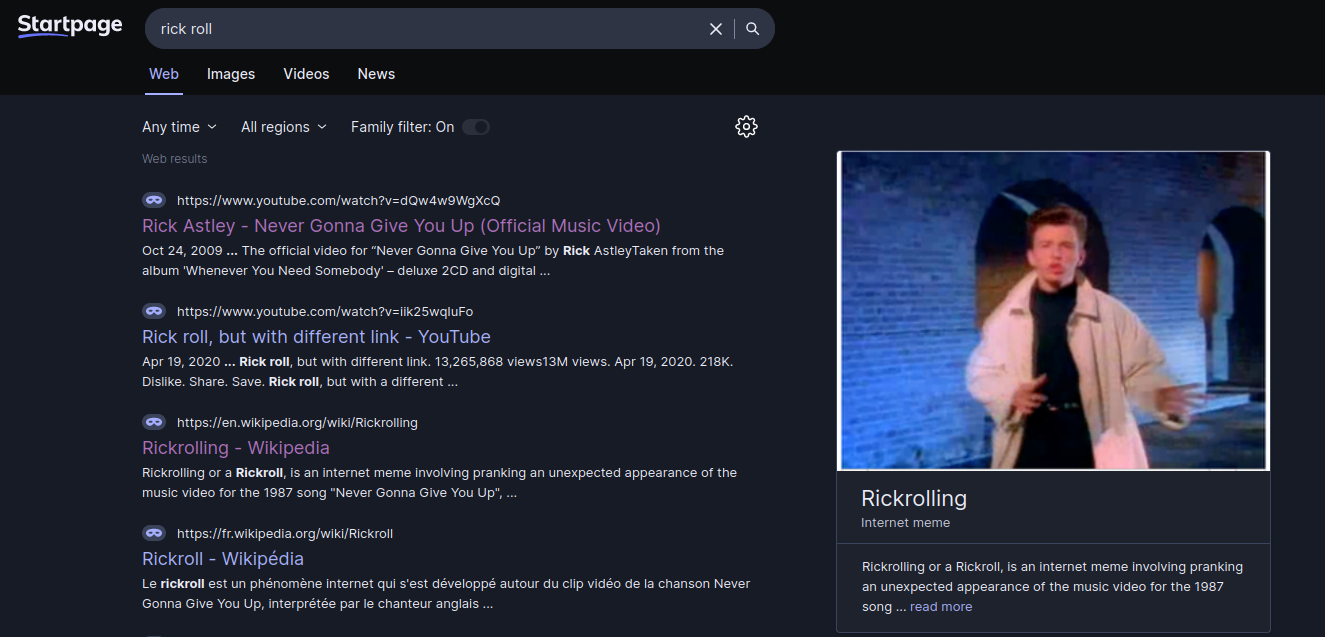 Startpage
rick roll
Web Images Videos News
Any time All regions Family filter: On
Web results
https://www.youtube.com/watch?v=dQw4w9WgXcQ
Rick Astley - Never Gonna Give You Up (Official Music Video)
Oct 24, 2009 ... The official video for “Never Gonna Give You Up” by Rick AstleyTaken from the
album 'Whenever You Need Somebody' – deluxe 2CD and digital ...
https://www.youtube.com/watch?v=iik25wqIuFo
Rick roll, but with different link - YouTube
Apr 19, 2020 ... Rick roll, but with different link. 13,265,868 views13M views. Apr 19, 2020. 218K.
Dislike. Share. Save. Rick roll, but with a different ...
https://en.wikipedia.org/wiki/Rickrolling
Rickrolling - Wikipedia
Rickrolling or a Rickroll, is an internet meme involving pranking an unexpected appearance of the
music video for the 1987 song "Never Gonna Give You Up", ...
https://fr.wikipedia.org/wiki/Rickroll
Rickroll - Wikipédia
Le rickroll est un phénomène internet qui s'est développé autour du clip vidéo de la chanson Never
Gonna Give You Up, interprétée par le chanteur anglais ...
Rickrolling
Internet meme
Rickrolling or a Rickroll, is an internet meme involving pranking
an unexpected appearance of the music video for the 1987
song ... read more